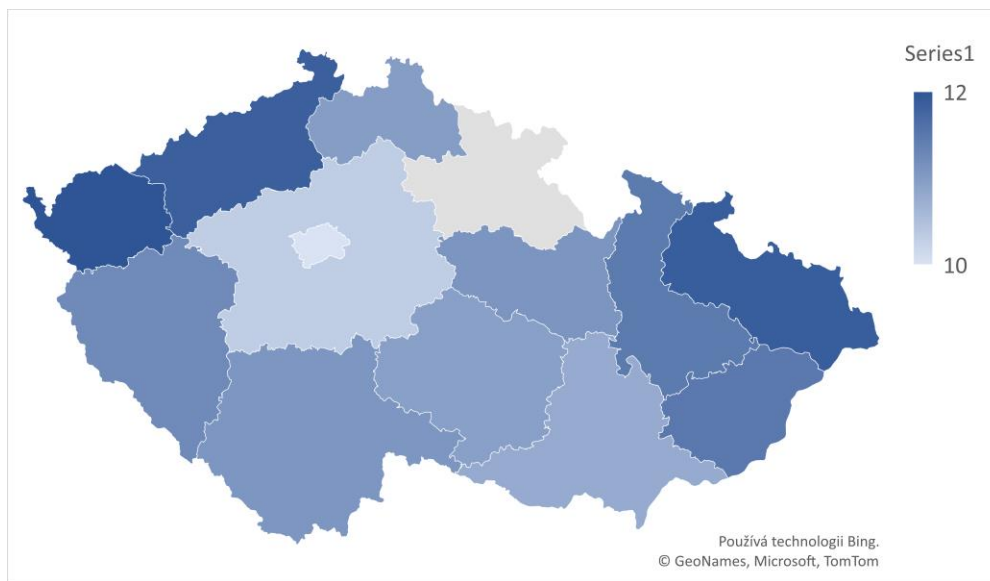 Series1
12
10
Používá technologii Bing.
© GeoNames, Microsoft, TomTom